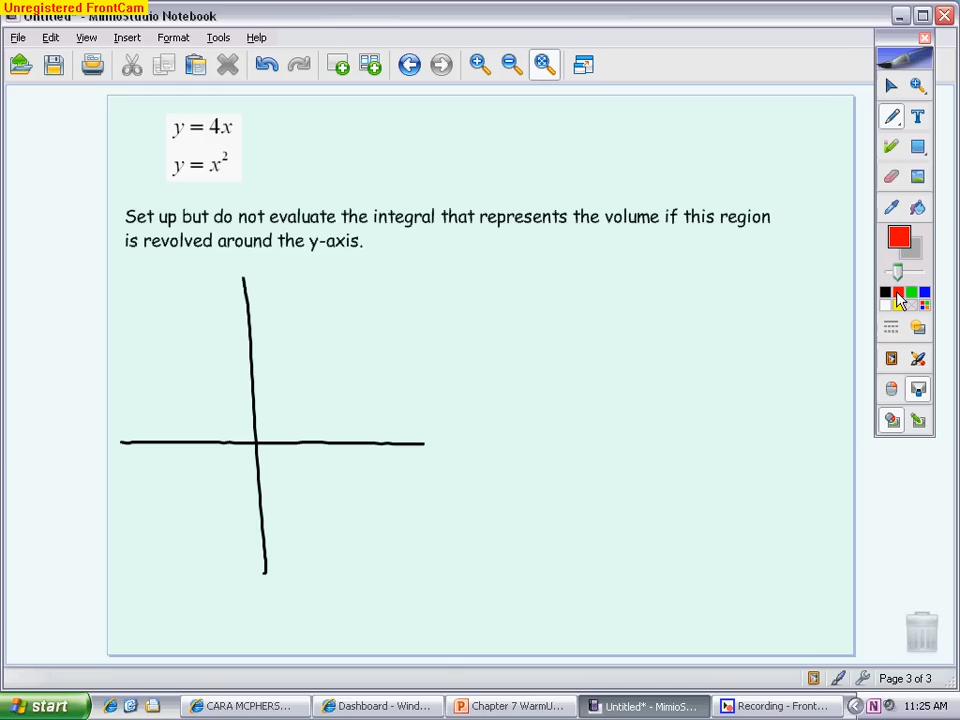 Unregistered FrontCam
Untitled* - MimioStudio Notebook
File Edit View Insert Format Tools Help
y = 4x
y = x²
Set up but do not evaluate the integral that represents the volume if this region
is revolved around the y-axis.
T
Page 3 of 3
start
CARA MCPHERS...
Dashboard - Wind...
Chapter 7 WarmU...
Untitled* - MimioS...
Recording - Front...
11:25 AM